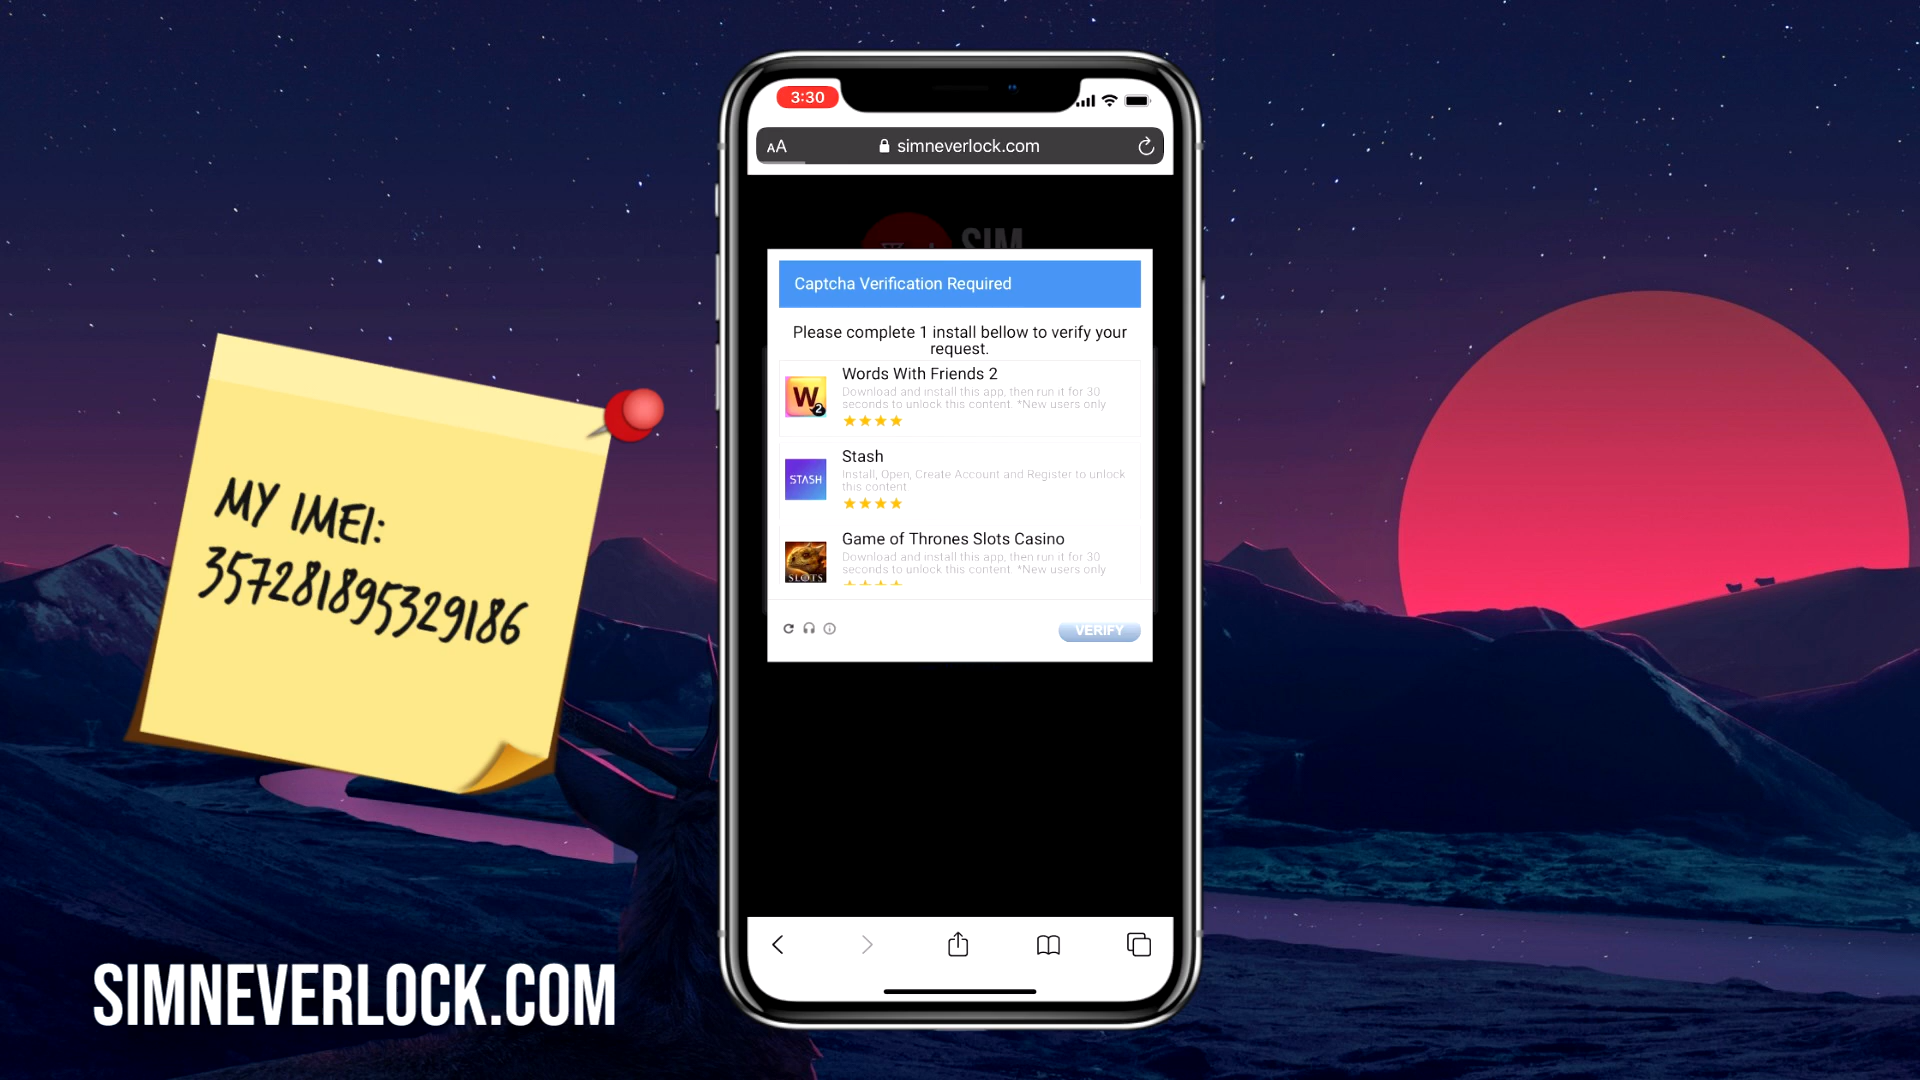 3:30
AA simneverlock.com
SIM
Captcha Verification Required
Please complete 1 install bellow to verify your
request.
Words With Friends 2
Download and install this app, then run it for 30
seconds to unlock this content. *New users only
W2
Stash
Install, Open, Create Account and Register to unlock
this content
STASH
Game of Thrones Slots Casino
Download and install this app, then run it for 30
seconds to unlock this content. *New users only
SLOTS
VERIFY
MY IMEI:
357281895329186
SIMNEVERLOCK.COM